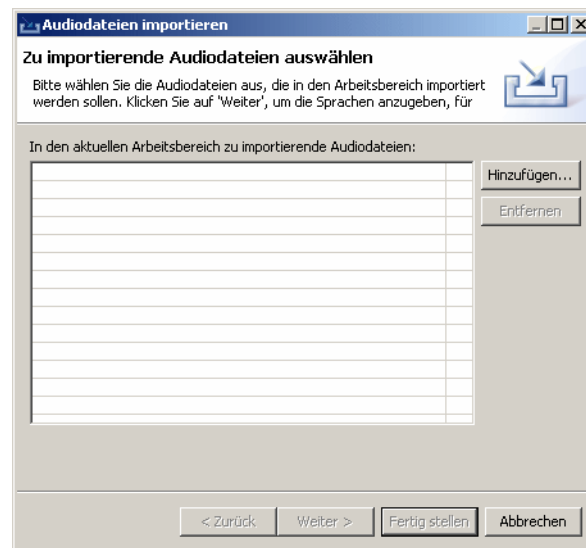 Audiodateien importieren
Zu importierende Audiodateien auswählen
Bitte wählen Sie die Audiodateien aus, die in den Arbeitsbereich importiert
werden sollen. Klicken Sie auf 'Weiter', um die Sprachen anzugeben, für
In den aktuellen Arbeitsbereich zu importierende Audiodateien:
Hinzufügen...
Entfernen
< Zurück
Weiter >
Fertig stellen
Abbrechen